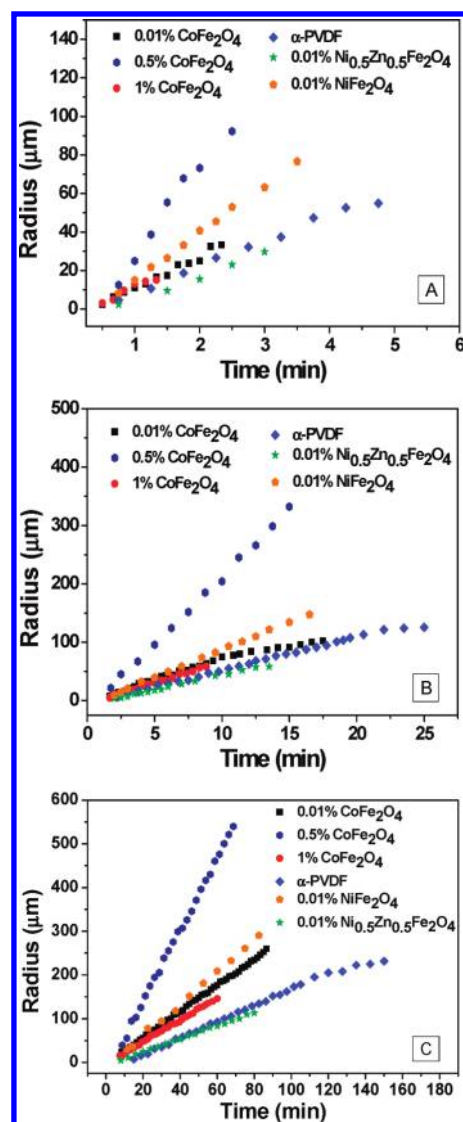 140
120
100
80
60
40
20
0
Radius (μm)
0.01% CoFe₂O₄
0.5% CoFe₂O₄
1% CoFe₂O₄
α-PVDF
0.01% Ni₀.₅Zn₀.₅Fe₂O₄
0.01% NiFe₂O₄
A
1 2 3 4 5 6
Time (min)
500
400
300
200
100
0
Radius (μm)
0.01% CoFe₂O₄
0.5% CoFe₂O₄
1% CoFe₂O₄
α-PVDF
0.01% Ni₀.₅Zn₀.₅Fe₂O₄
0.01% NiFe₂O₄
B
0 5 10 15 20 25
Time (min)
600
500
400
300
200
100
0
Radius (μm)
0.01% CoFe₂O₄
0.5% CoFe₂O₄
1% CoFe₂O₄
α-PVDF
0.01% NiFe₂O₄
0.01% Ni₀.₅Zn₀.₅Fe₂O₄
C
20 40 60 80 100 120 140 160 180
Time (min)